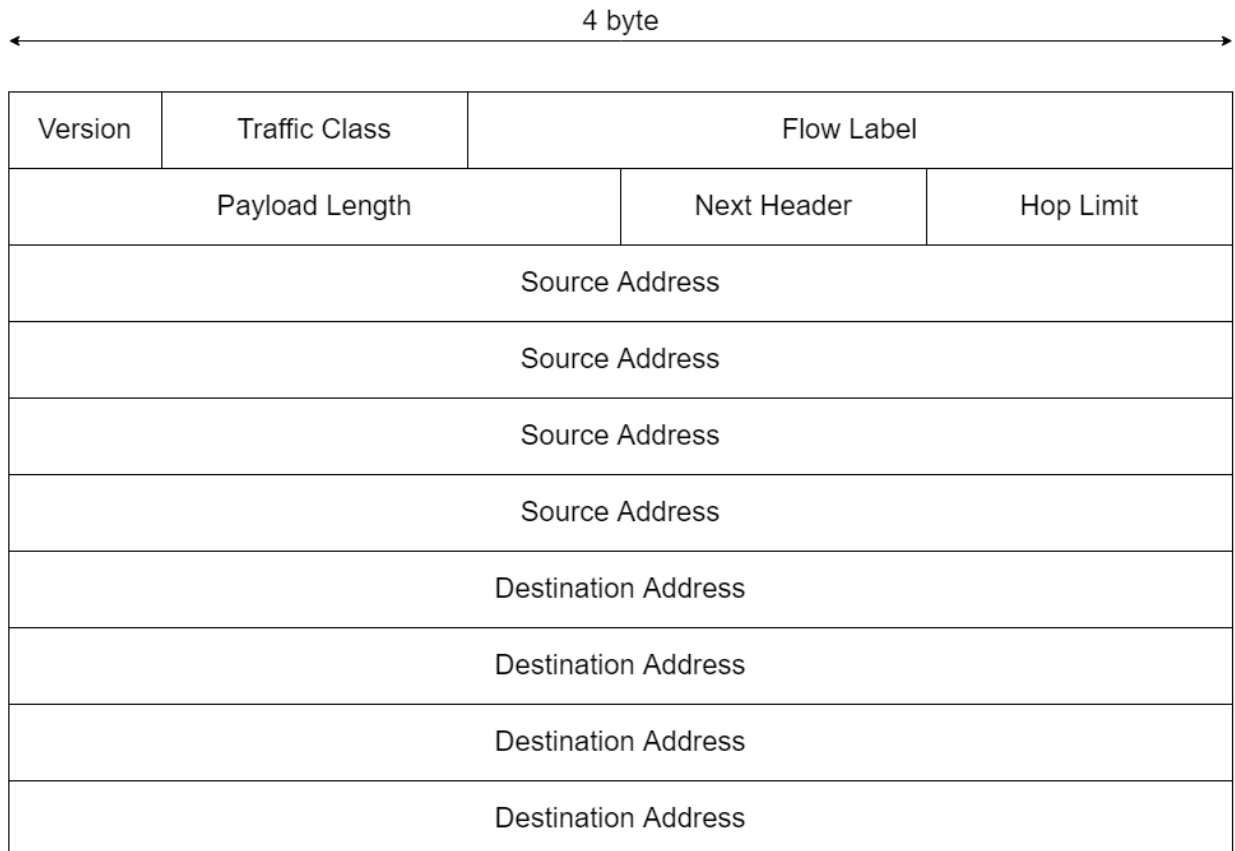 4 byte
Version Traffic Class Flow Label
Payload Length Next Header Hop Limit
Source Address
Source Address
Source Address
Source Address
Destination Address
Destination Address
Destination Address
Destination Address